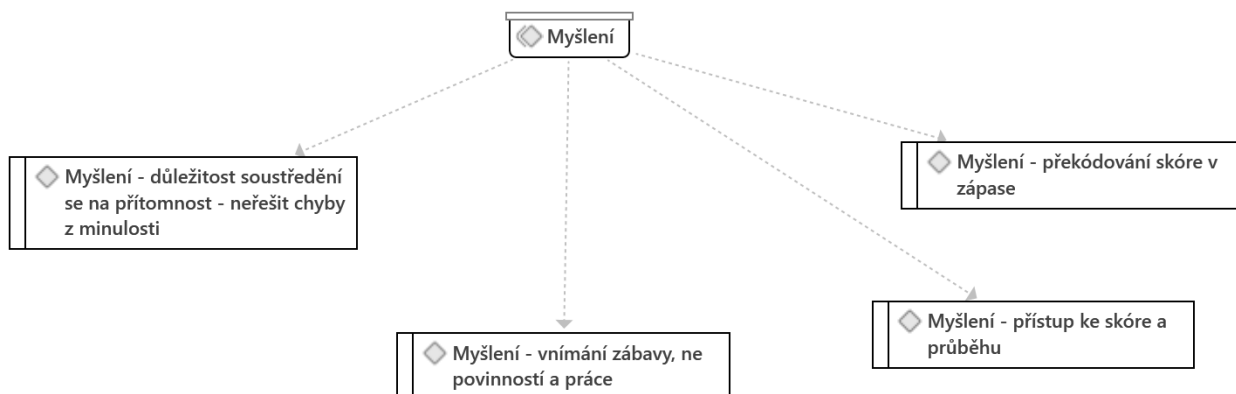 Myšlení
Myšlení - důležitost soustředění
se na přítomnost - neřešit chyby
z minulosti
Myšlení - překódování skóre v
zápase
Myšlení - přístup ke skóre a
průběhu
Myšlení - vnímání zábavy, ne
povinností a práce